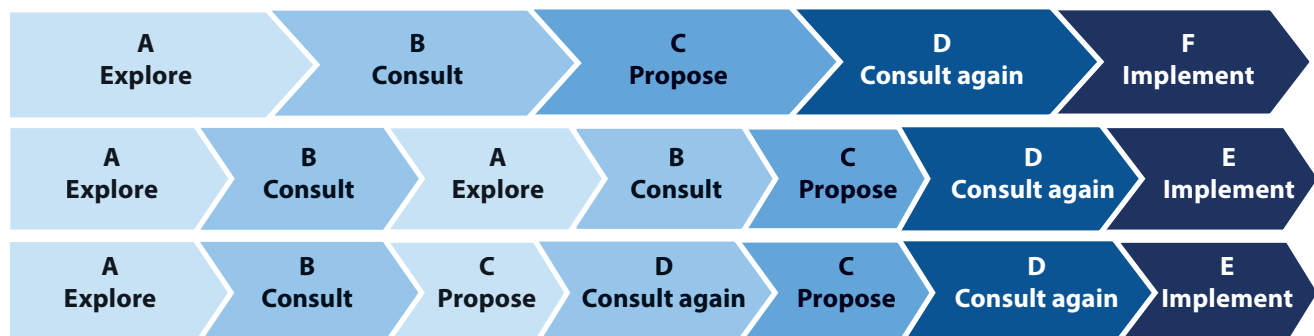 A
Explore
B
Consult
C
Propose
D
Consult again
F
Implement
A
Explore
B
Consult
A
Explore
B
Consult
C
Propose
D
Consult again
E
Implement
A
Explore
B
Consult
C
Propose
D
Consult again
C
Propose
D
Consult again
E
Implement